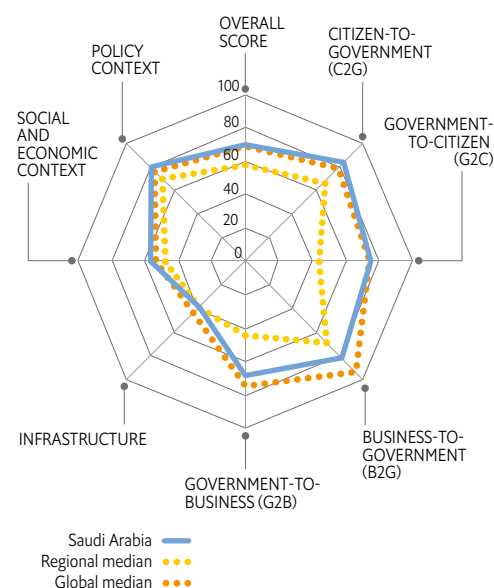 OVERALL
SCORE
CITIZEN-TO-
GOVERNMENT
(C2G)
POLICY
CONTEXT
GOVERNMENT-
TO-CITIZEN
(G2C)
SOCIAL
AND
ECONOMIC
CONTEXT
100
80
60
40
20
0
INFRASTRUCTURE
BUSINESS-TO-
GOVERNMENT
(B2G)
GOVERNMENT-TO-
BUSINESS (G2B)
Saudi Arabia
Regional median
Global median